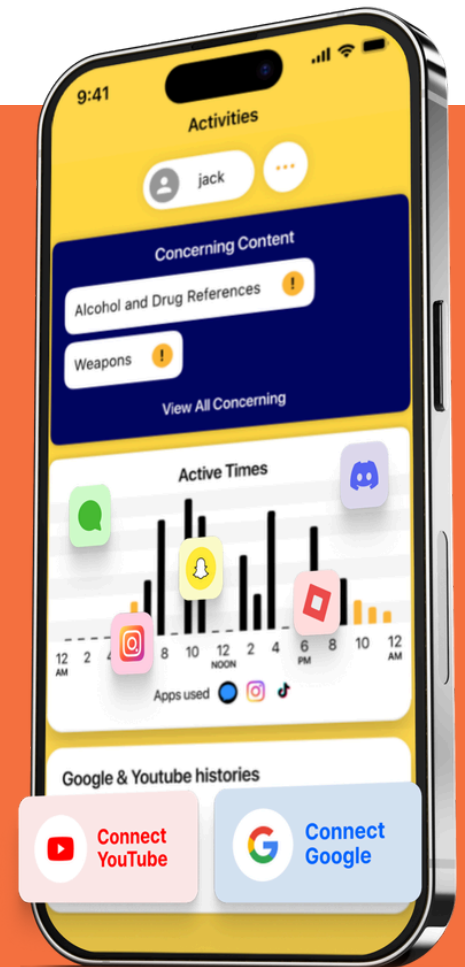 9:41
Activities
jack
Concerning Content
Alcohol and Drug References !
Weapons !
View All Concerning
Active Times
12 2 4 8 10 12 2 4 6 8 10 12
AM NOON PM AM
Apps used
Google & Youtube histories
Connect
YouTube
Connect
Google